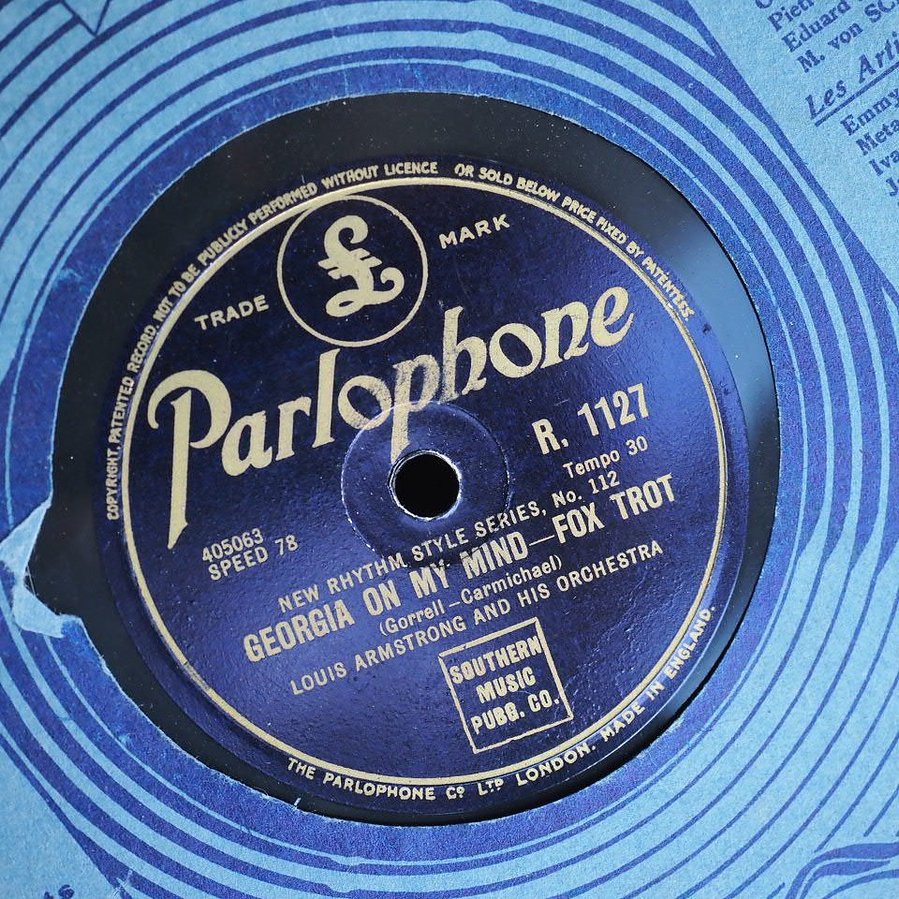 COPYRIGHT, PATENTED RECORD. NOT TO BE PUBLICLY PERFORMED WITHOUT LICENCE OR SOLD BELOW PRICE FIXED BY PATENTEES
TRADE £ MARK
Parlophone
R. 1127
Tempo 30
405063
SPEED 78
NEW RHYTHM STYLE SERIES, No. 112
GEORGIA ON MY MIND—FOX TROT
(Gorrell–Carmichael)
LOUIS ARMSTRONG AND HIS ORCHESTRA
SOUTHERN
MUSIC
PUBG. CO.
THE PARLOPHONE CO LTD LONDON. MADE IN ENGLAND.
Eduard
M. von SC
Les Arti
Emmy
Meta
Iva